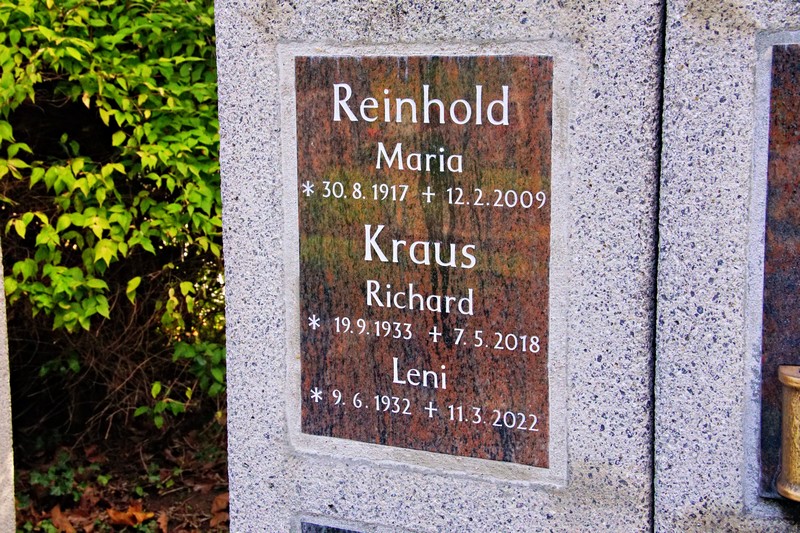 Reinhold
Maria
* 30.8.1917 + 12.2.2009
Kraus
Richard
* 19.9.1933 + 7.5.2018
Leni
* 9.6.1932 + 11.3.2022